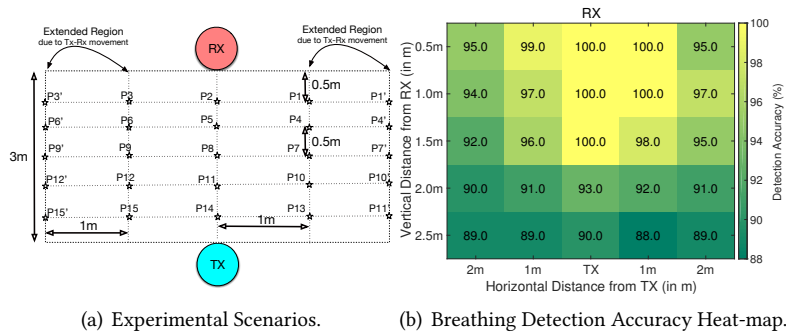 Extended Region
due to Tx-Rx movement
RX
Extended Region
due to Tx-Rx movement
0.5m
P3'
P3
P2
P1
P1'
P6'
P6
P5
P4
P4'
0.5m
3m
P9'
P9
P8
P7
P7'
P12'
P12
P11
P10
P10
P15'
P15
P14
P13
P11'
1m
1m
TX
(a) Experimental Scenarios.
RX
Vertical Distance from RX (in m)
0.5m 95.0 99.0 100.0 100.0 95.0
1.0m 94.0 97.0 100.0 100.0 97.0
1.5m 92.0 96.0 100.0 98.0 95.0
2.0m 90.0 91.0 93.0 92.0 91.0
2.5m 89.0 89.0 90.0 88.0 89.0
2m 1m TX 1m 2m
Horizontal Distance from TX (in m)
100
98
96
94
92
90
88
Detection Accuracy (%)
(b) Breathing Detection Accuracy Heat-map.